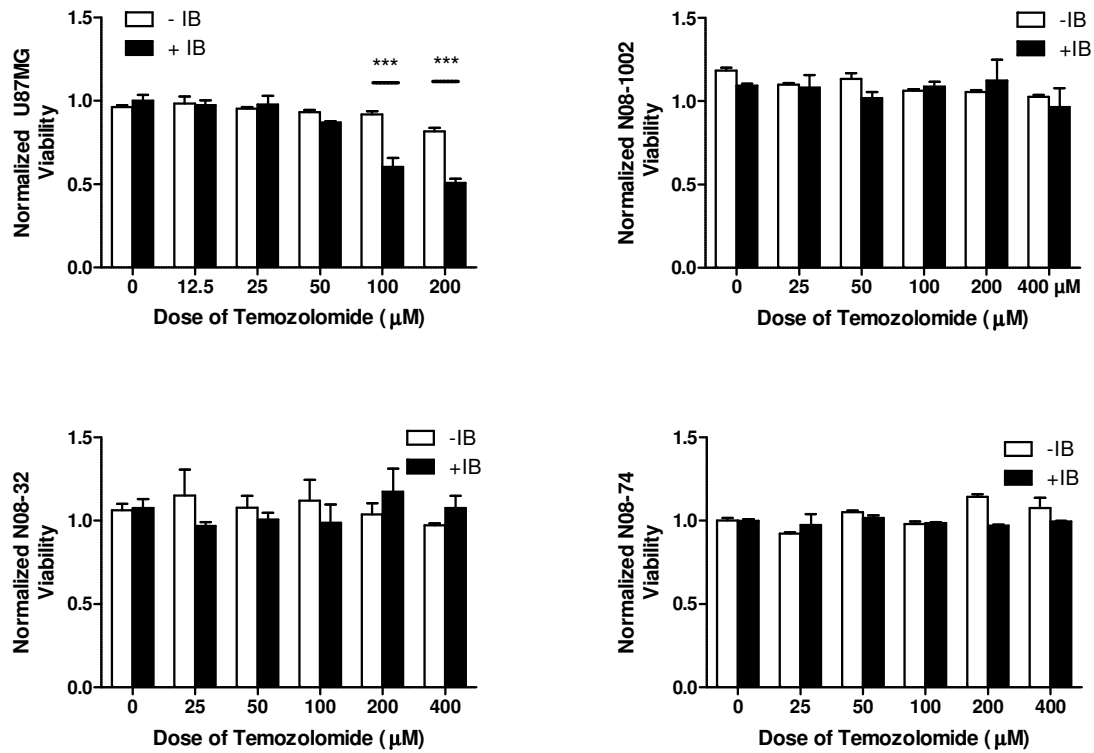 Normalized U87MG
Viability
1.5
1.0
0.5
0.0
- IB
+ IB
***
***
0 12.5 25 50 100 200
Dose of Temozolomide ( μM)
Normalized N08-1002
Viability
1.5
1.0
0.5
0.0
-IB
+IB
0 25 50 100 200 400 μM
Dose of Temozolomide ( μM)
Normalized N08-32
Viability
1.5
1.0
0.5
0.0
-IB
+IB
0 25 50 100 200 400
Dose of Temozolomide ( μM)
Normalized N08-74
Viability
1.5
1.0
0.5
0.0
-IB
+IB
0 25 50 100 200 400
Dose of Temozolomide ( μM)